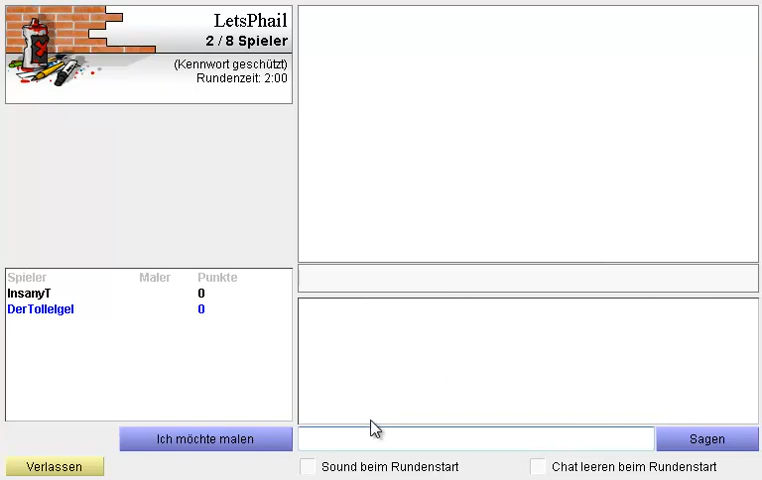 LetsPhail
2 / 8 Spieler
(Kennwort geschützt)
Rundenzeit: 2:00
Spieler Maler Punkte
InsanyT 0
DerTolleIgel 0
Ich möchte malen
Sagen
Verlassen
Sound beim Rundenstart
Chat leeren beim Rundenstart